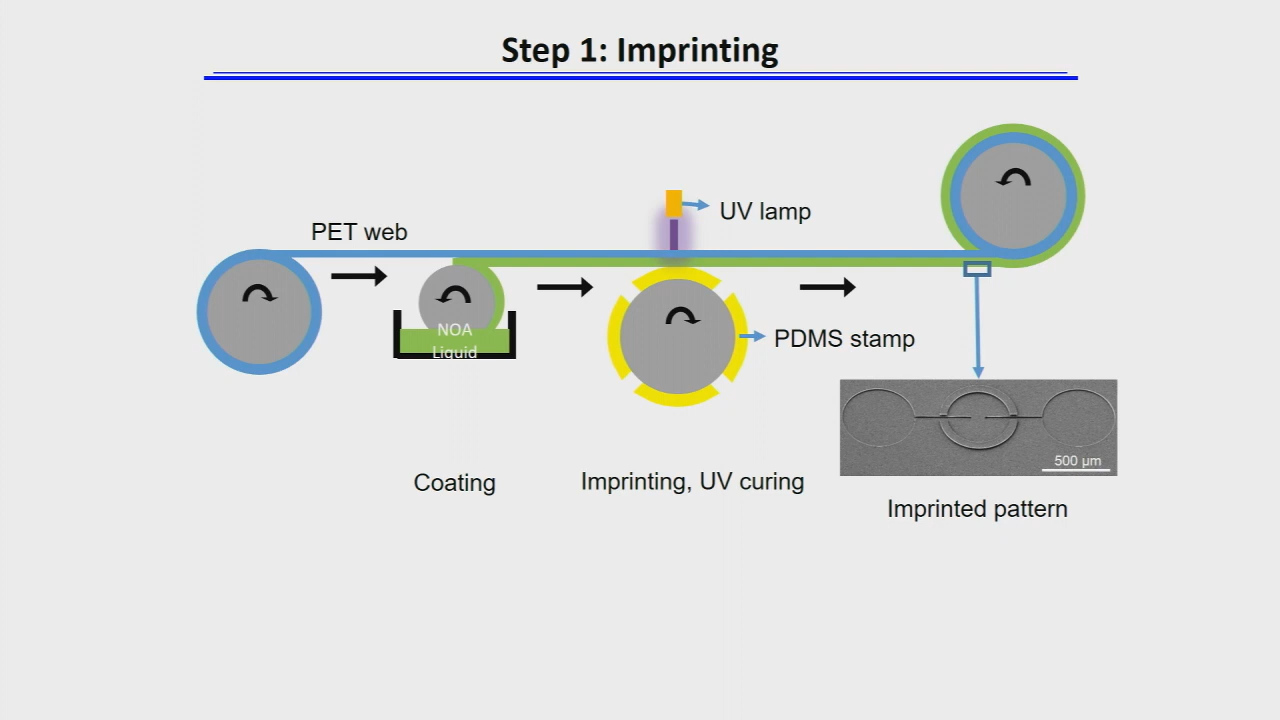 Step 1: Imprinting
UV lamp
PET web
NOA
Liquid
PDMS stamp
500 µm
Coating
Imprinting, UV curing
Imprinted pattern